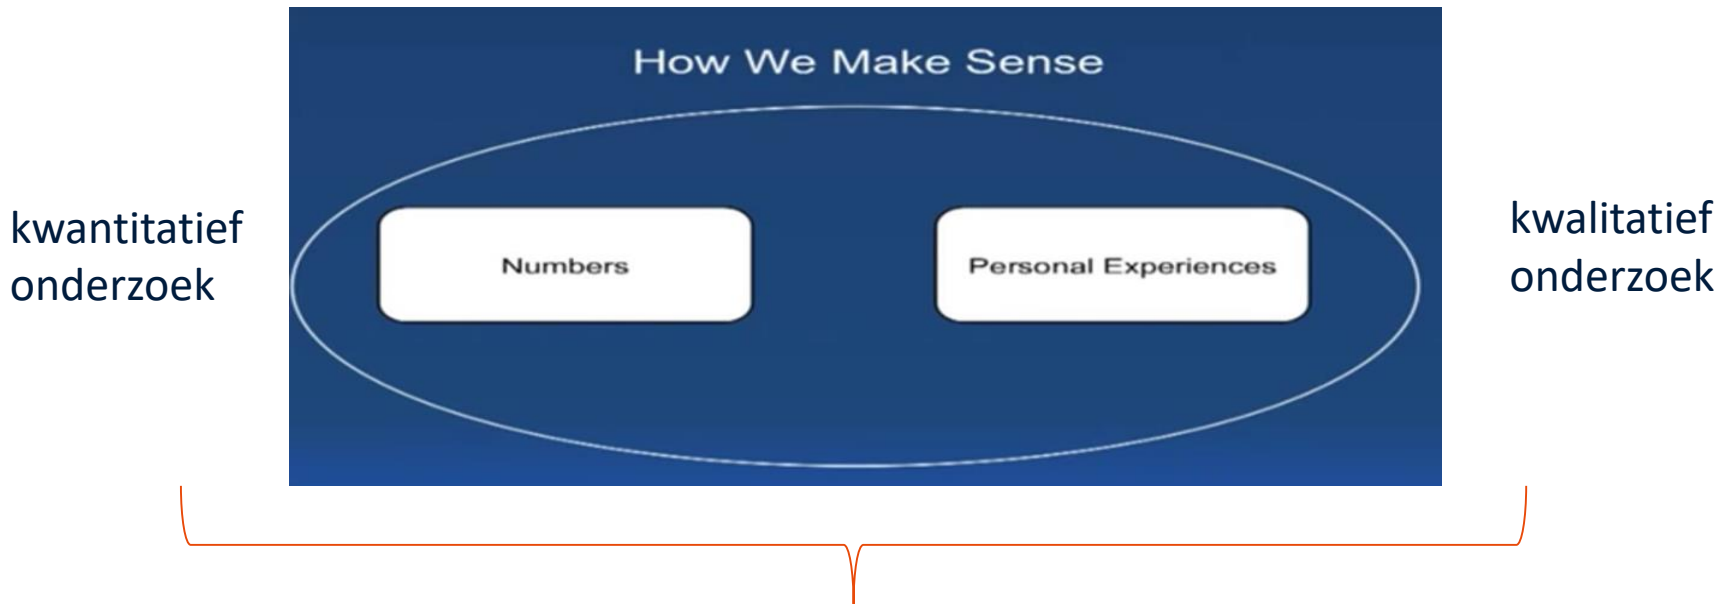 How We Make Sense
kwantitatief
onderzoek
Numbers
Personal Experiences
kwalitatief
onderzoek